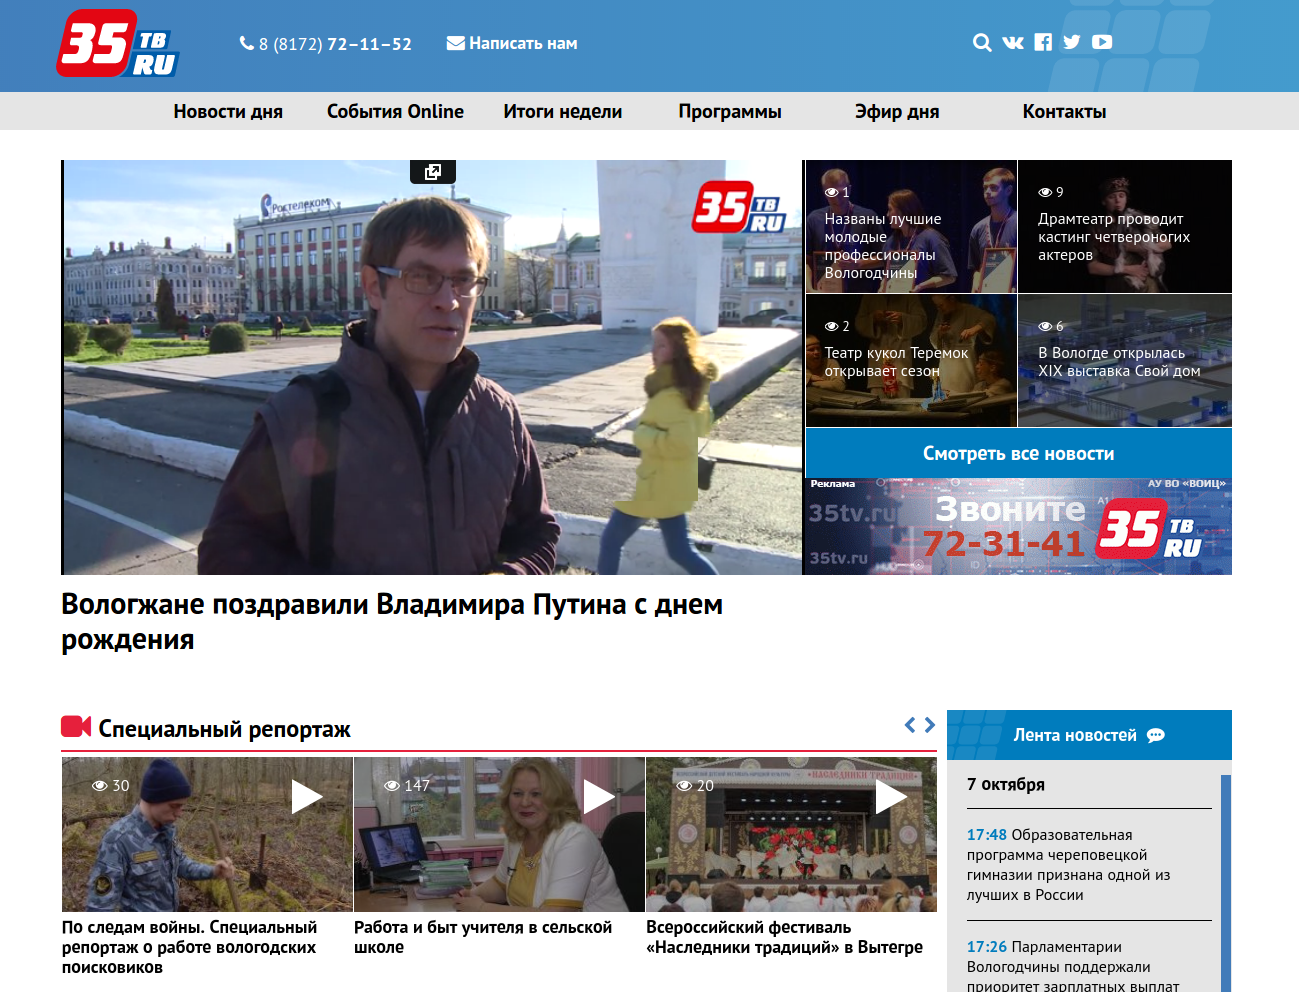 35 ТВ RU
8 (8172) 72–11–52
Написать нам
Новости дня
События Online
Итоги недели
Программы
Эфир дня
Контакты
Ростелеком
35 ТВ RU
1
Названы лучшие
молодые
профессионалы
Вологодчины
9
Драмтеатр проводит
кастинг четвероногих
актеров
2
Театр кукол Теремок
открывает сезон
6
В Вологде открылась
XIX выставка Свой дом
Смотреть все новости
Реклама
АУ ВО «ВОИЦ»
35tv.ru
Звоните
72-31-41
35tv.ru
35 ТВ RU
Вологжане поздравили Владимира Путина с днем
рождения
Специальный репортаж
30
147
20
НАСЛЕДНИКИ ТРАДИЦИЙ
По следам войны. Специальный
репортаж о работе вологодских
поисковиков
Работа и быт учителя в сельской
школе
Всероссийский фестиваль
«Наследники традиций» в Вытегре
Лента новостей
7 октября
17:48 Образовательная
программа череповецкой
гимназии признана одной из
лучших в России
17:26 Парламентарии
Вологодчины поддержали
приоритет зарплатных выплат